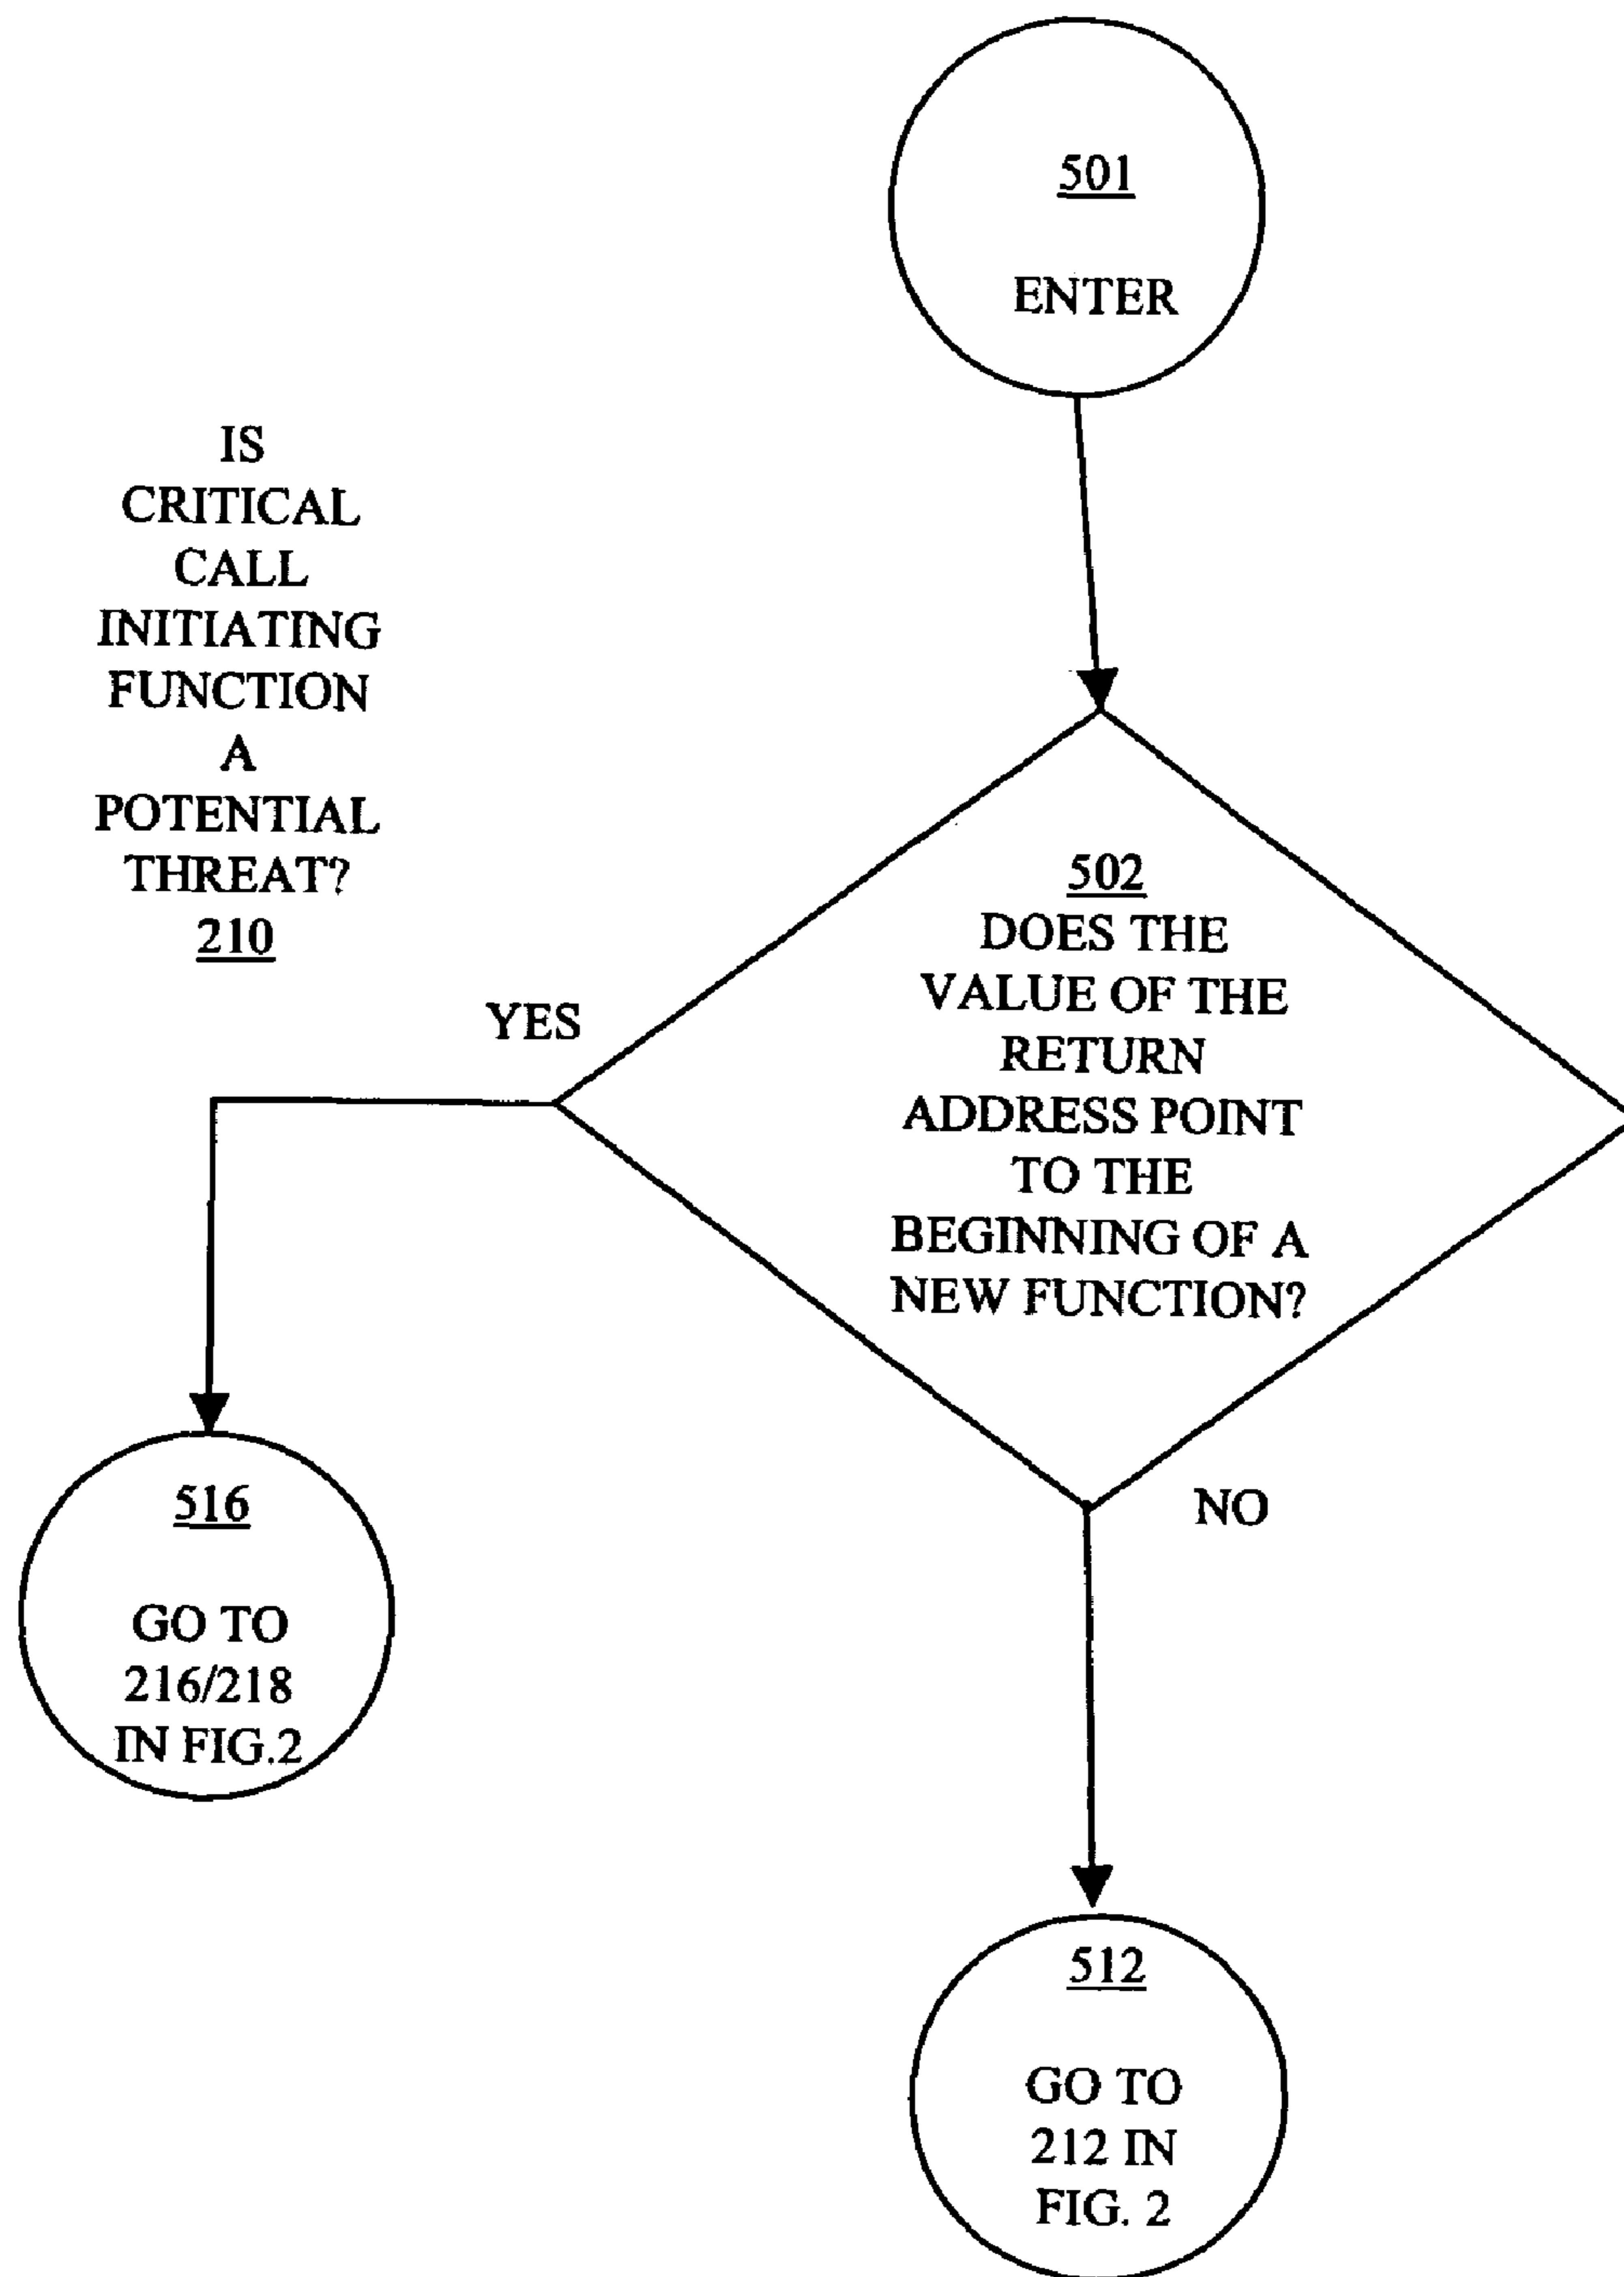 501
ENTER
IS
CRITICAL
CALL
INITIATING
FUNCTION
A
POTENTIAL
THREAT?
210
502
DOES THE
VALUE OF THE
RETURN
ADDRESS POINT
TO THE
BEGINNING OF A
NEW FUNCTION?
YES
NO
516
GO TO
216/218
IN FIG.2
512
GO TO
212 IN
FIG. 2